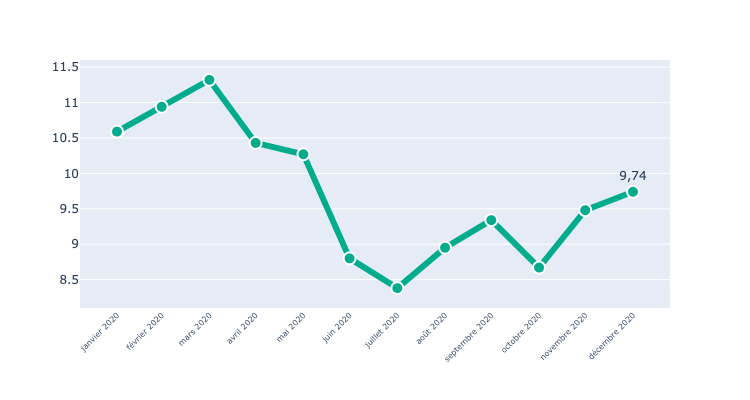 11.5
11
10.5
10
9.5
9
8.5
9,74
janvier 2020
février 2020
mars 2020
avril 2020
mai 2020
juin 2020
juillet 2020
août 2020
septembre 2020
octobre 2020
novembre 2020
décembre 2020